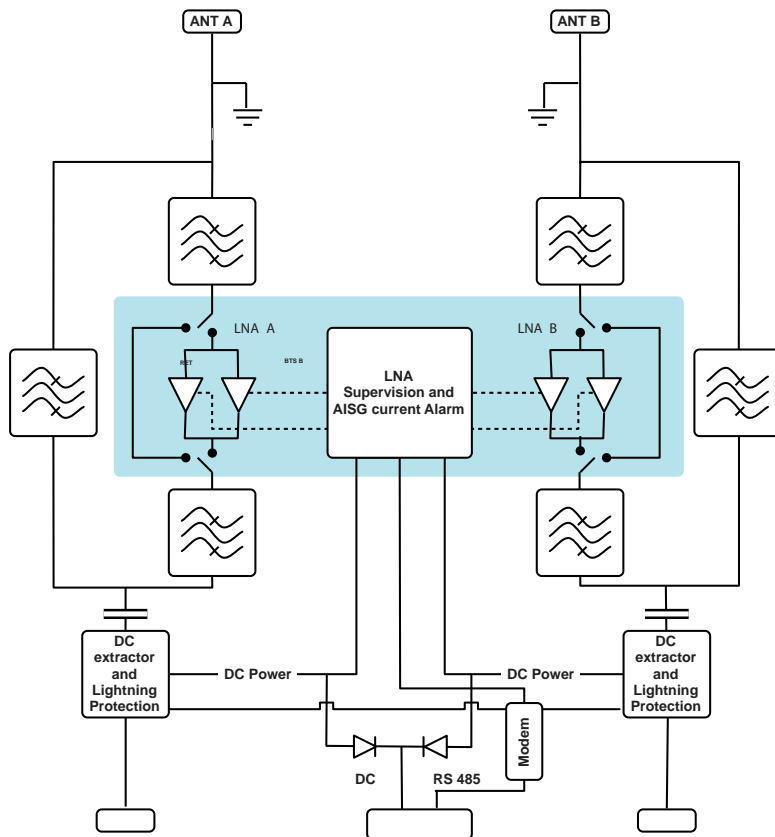 ANT A
ANT B
LNA A
LNA B
RET
BTS B
LNA
Supervision and
AISG current Alarm
DC
extractor
and
Lightning
Protection
DC Power
DC Power
DC
extractor
and
Lightning
Protection
Modem
DC
RS 485